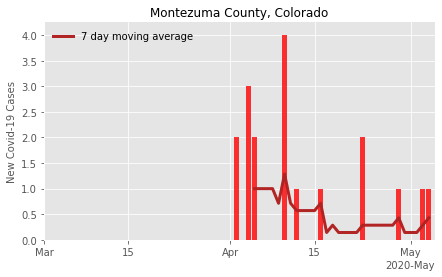 Montezuma County, Colorado
7 day moving average
New Covid-19 Cases
4.0
3.5
3.0
2.5
2.0
1.5
1.0
0.5
0.0
Mar 15 Apr 15 May
2020-May